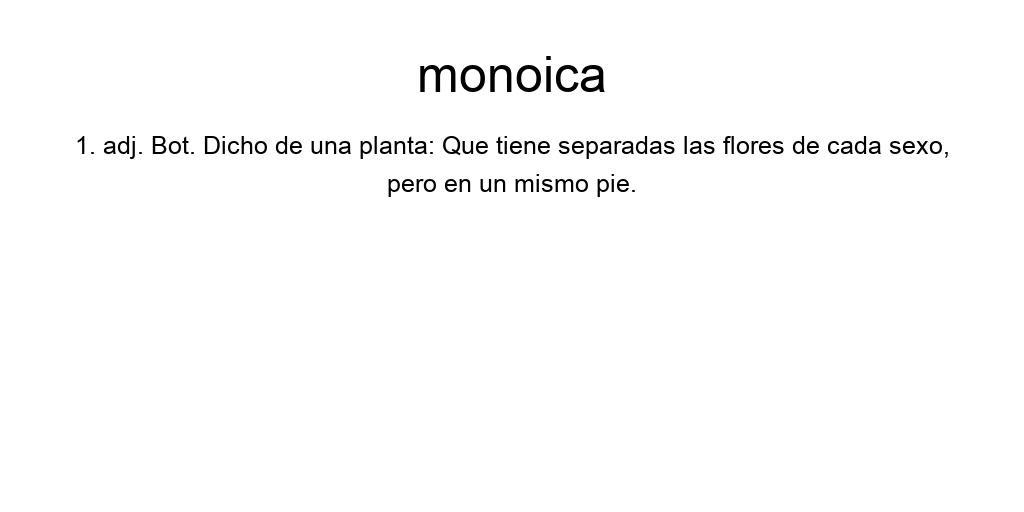 monoica
1. adj. Bot. Dicho de una planta: Que tiene separadas las flores de cada sexo,
pero en un mismo pie.